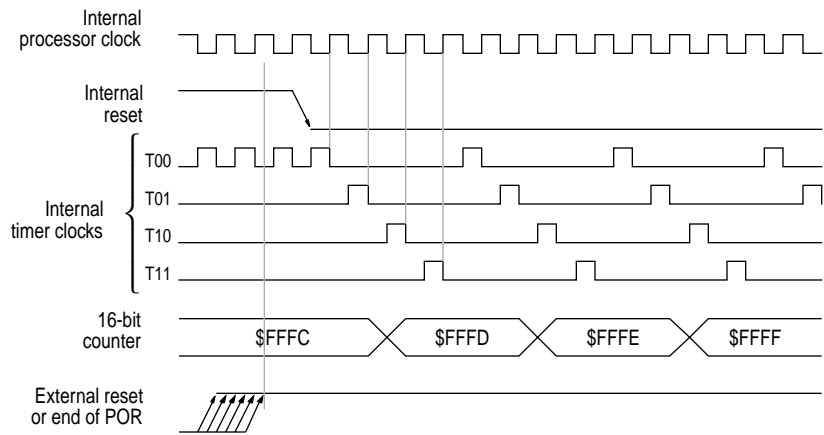 Internal
processor clock
Internal
reset
T00
T01
Internal
timer clocks
T10
T11
16-bit
counter
$FFFC
$FFFD
$FFFE
$FFFF
External reset
or end of POR